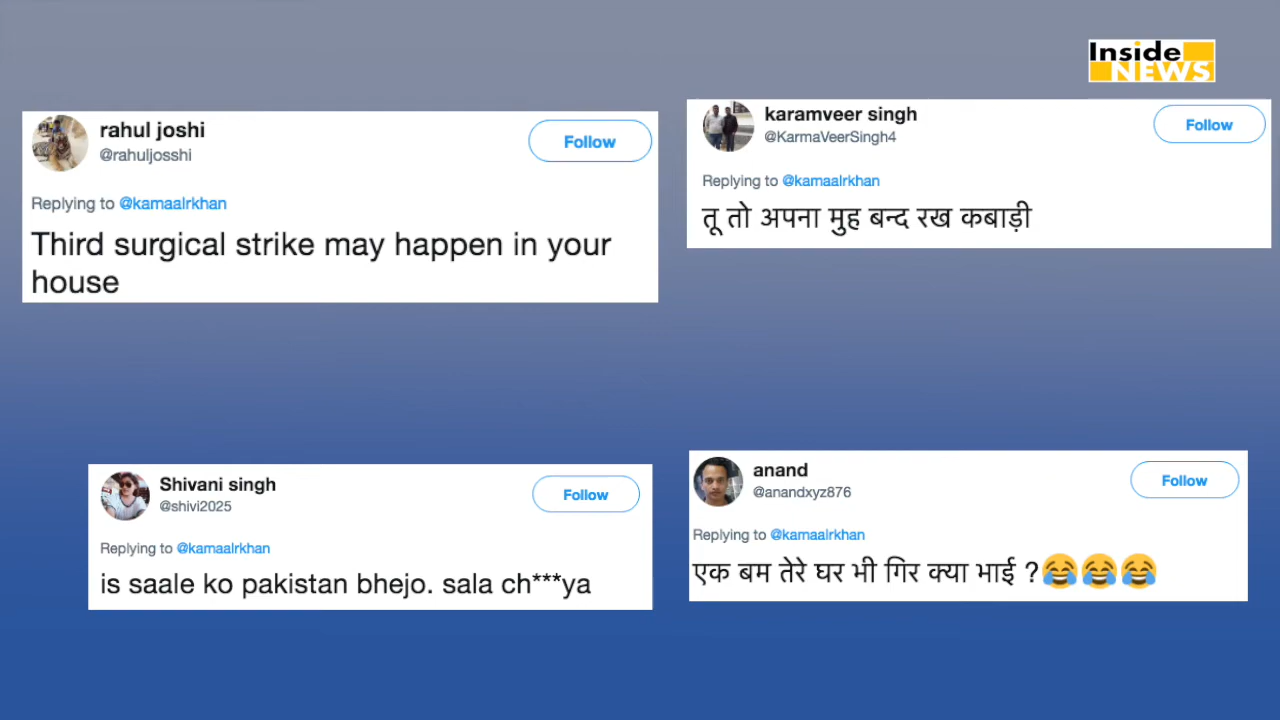 Inside
NEWS
rahul joshi
@rahuljosshi
Follow
Replying to @kamaalrkhan
Third surgical strike may happen in your
house
karamveer singh
@KarmaVeerSingh4
Follow
Replying to @kamaalrkhan
तू तो अपना मुह बन्द रख कबाड़ी
Shivani singh
@shivi2025
Follow
Replying to @kamaalrkhan
is saale ko pakistan bhejo. sala ch***ya
anand
@anandxyz876
Follow
Replying to @kamaalrkhan
एक बम तेरे घर भी गिर क्या भाई ?😂😂😂